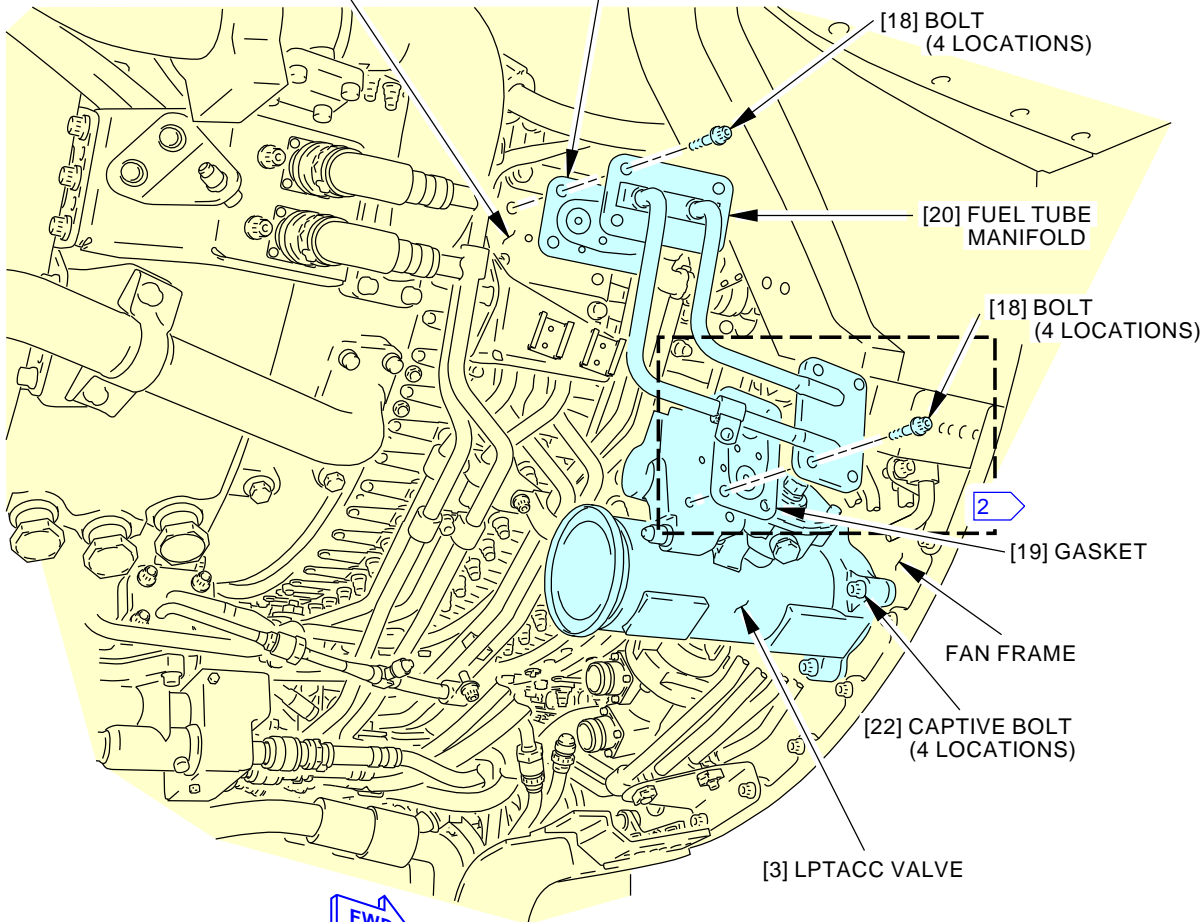 [18] BOLT
(4 LOCATIONS)
[20] FUEL TUBE
MANIFOLD
[18] BOLT
(4 LOCATIONS)
2
[19] GASKET
FAN FRAME
[22] CAPTIVE BOLT
(4 LOCATIONS)
[3] LPTACC VALVE
FWD